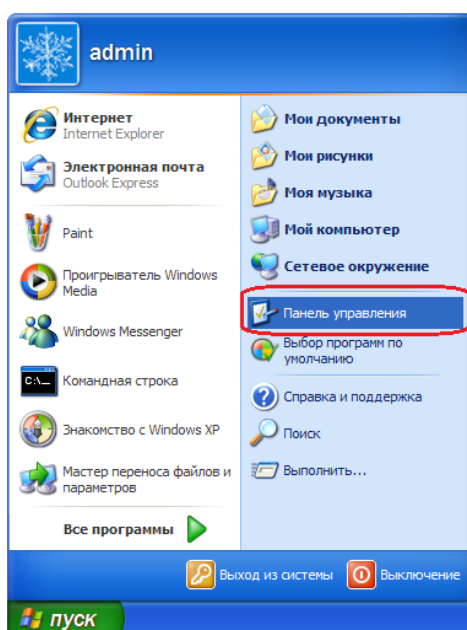 admin
Интернет
Internet Explorer
Электронная почта
Outlook Express
Paint
Проигрыватель Windows
Media
Windows Messenger
C:\_
Командная строка
Знакомство с Windows XP
Мастер переноса файлов и
параметров
Все программы
Мои документы
Мои рисунки
Моя музыка
Мой компьютер
Сетевое окружение
Панель управления
Выбор программ по
умолчанию
Справка и поддержка
Поиск
Выполнить...
Выход из системы
Выключение
пуск